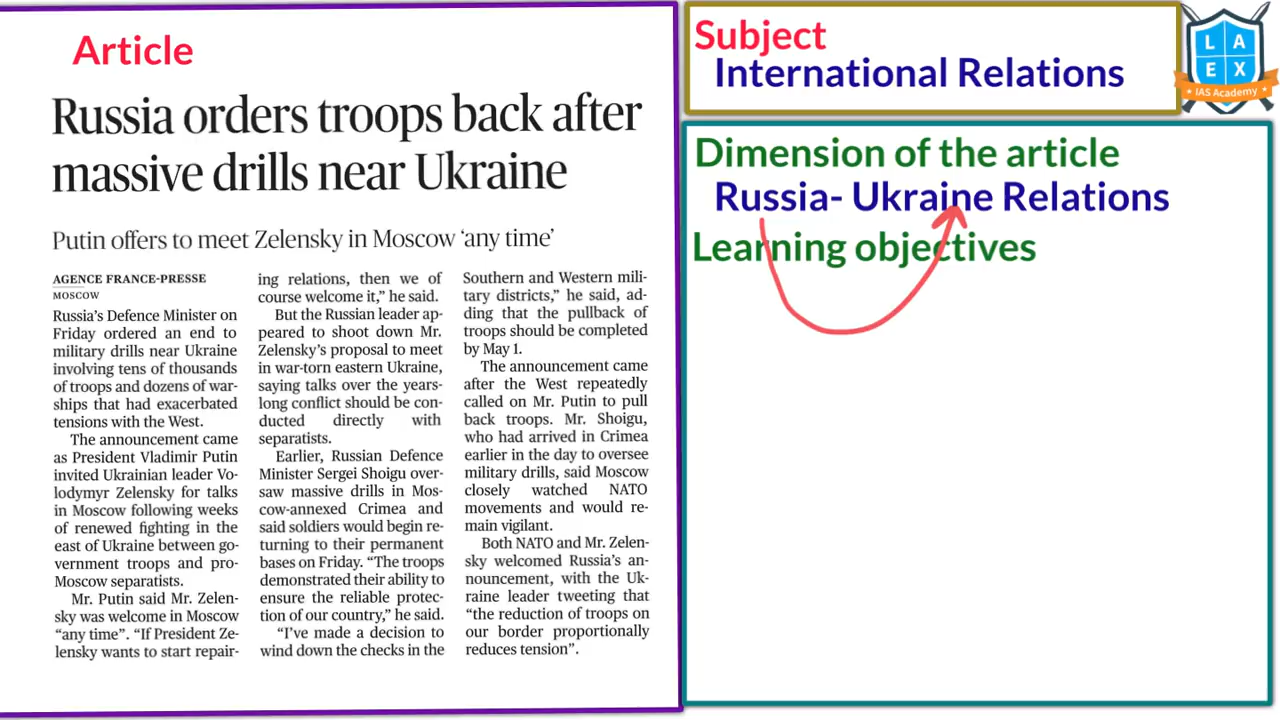 Article
Russia orders troops back after
massive drills near Ukraine
Putin offers to meet Zelensky in Moscow ‘any time’
AGENCE FRANCE-PRESSE
MOSCOW
Russia’s Defence Minister on
Friday ordered an end to
military drills near Ukraine
involving tens of thousands
of troops and dozens of war-
ships that had exacerbated
tensions with the West.
The announcement came
as President Vladimir Putin
invited Ukrainian leader Vo-
lodymyr Zelensky for talks
in Moscow following weeks
of renewed fighting in the
east of Ukraine between go-
vernment troops and pro-
Moscow separatists.
Mr. Putin said Mr. Zelen-
sky was welcome in Moscow
“any time”. “If President Ze-
lensky wants to start repair-
ing relations, then we of
course welcome it,” he said.
But the Russian leader ap-
peared to shoot down Mr.
Zelensky’s proposal to meet
in war-torn eastern Ukraine,
saying talks over the years-
long conflict should be con-
ducted directly with
separatists.
Earlier, Russian Defence
Minister Sergei Shoigu over-
saw massive drills in Mos-
cow-annexed Crimea and
said soldiers would begin re-
turning to their permanent
bases on Friday. “The troops
demonstrated their ability to
ensure the reliable protec-
tion of our country,” he said.
“I’ve made a decision to
wind down the checks in the
Southern and Western mili-
tary districts,” he said, ad-
ding that the pullback of
troops should be completed
by May 1.
The announcement came
after the West repeatedly
called on Mr. Putin to pull
back troops. Mr. Shoigu,
who had arrived in Crimea
earlier in the day to oversee
military drills, said Moscow
closely watched NATO
movements and would re-
main vigilant.
Both NATO and Mr. Zelen-
sky welcomed Russia’s an-
nouncement, with the Uk-
raine leader tweeting that
“the reduction of troops on
our border proportionally
reduces tension”.
Subject
International Relations
L A
E X
IAS Academy
Dimension of the article
Russia- Ukraine Relations
Learning objectives